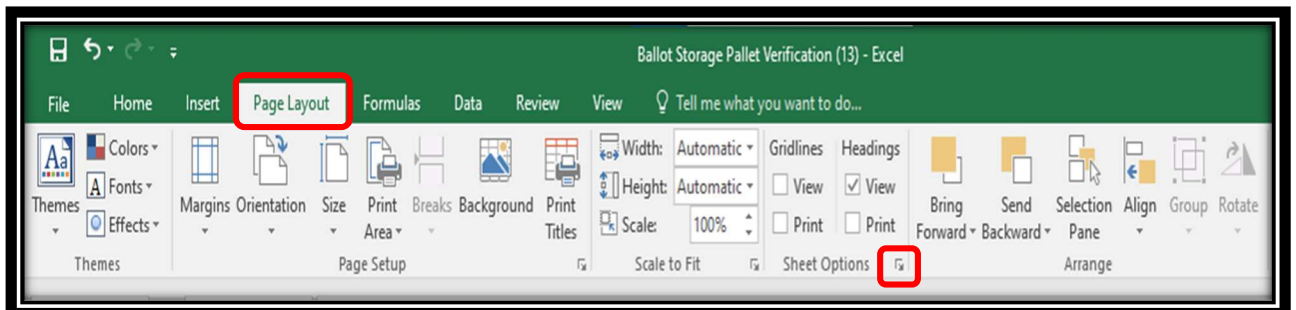 Ballot Storage Pallet Verification (13) - Excel
File Home Insert Page Layout Formulas Data Review View Tell me what you want to do...
Aa Colors Width: Automatic Gridlines Headings
A Fonts Height: Automatic View View
Themes Effects Margins Orientation Size Print Area Breaks Background Print Titles Scale: 100% Print Print Bring Forward Send Backward Selection Pane Align Group Rotate
Themes Page Setup Scale to Fit Sheet Options Arrange